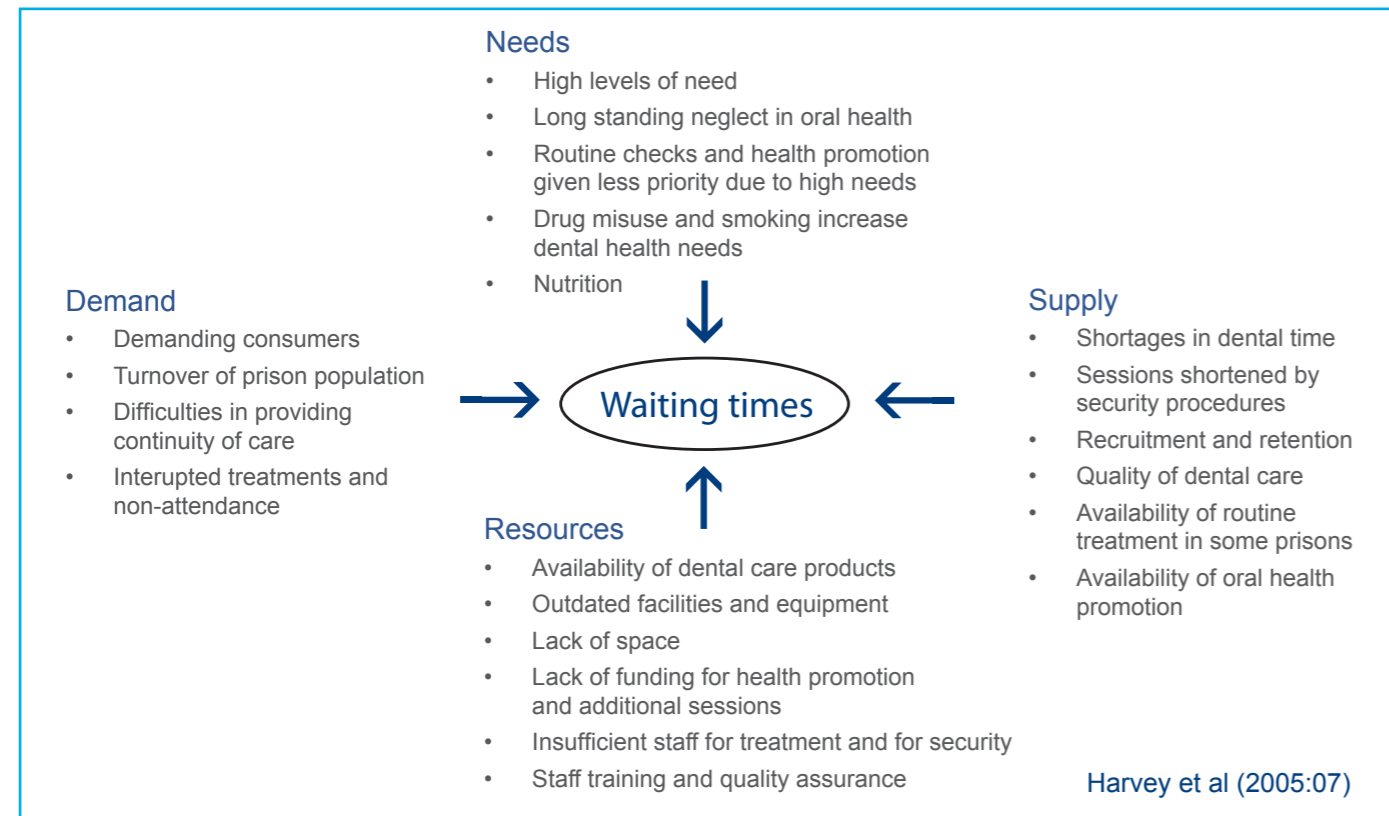 Needs
• High levels of need
• Long standing neglect in oral health
• Routine checks and health promotion
given less priority due to high needs
• Drug misuse and smoking increase
dental health needs
• Nutrition
Demand
• Demanding consumers
• Turnover of prison population
• Difficulties in providing
continuity of care
• Interupted treatments and
non-attendance
Waiting times
Supply
• Shortages in dental time
• Sessions shortened by
security procedures
• Recruitment and retention
• Quality of dental care
• Availability of routine
treatment in some prisons
• Availability of oral health
promotion
Resources
• Availability of dental care products
• Outdated facilities and equipment
• Lack of space
• Lack of funding for health promotion
and additional sessions
• Insufficient staff for treatment and for security
• Staff training and quality assurance
Harvey et al (2005:07)